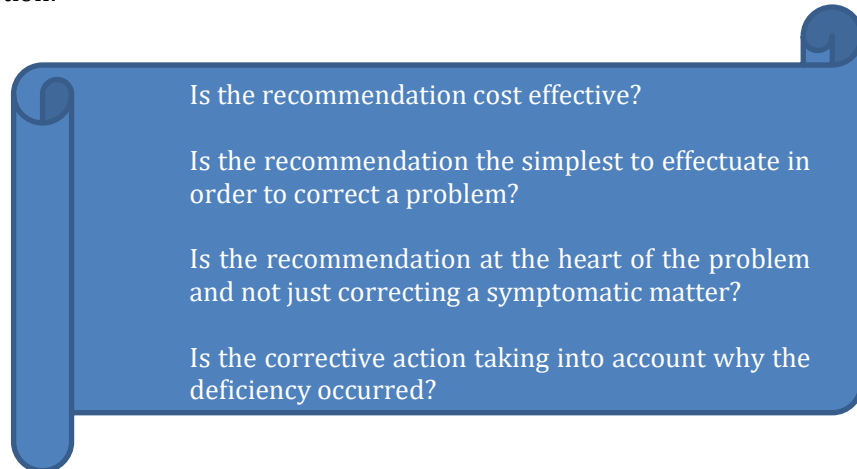 Is the recommendation cost effective?
Is the recommendation the simplest to effectuate in
order to correct a problem?
Is the recommendation at the heart of the problem
and not just correcting a symptomatic matter?
Is the corrective action taking into account why the
deficiency occurred?